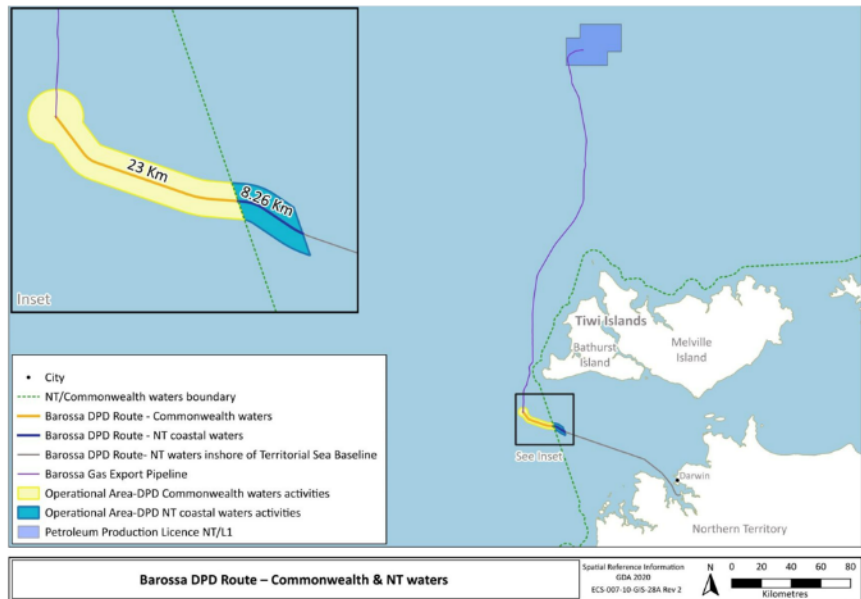 23 Km
8.26 Km
Inset
Tiwi Islands
Bathurst
Island
Melville
Island
See Inset
Darwin
Northern Territory
City
NT/Commonwealth waters boundary
Barossa DPD Route - Commonwealth waters
Barossa DPD Route - NT coastal waters
Barossa DPD Route- NT waters inshore of Territorial Sea Baseline
Barossa Gas Export Pipeline
Operational Area-DPD Commonwealth waters activities
Operational Area-DPD NT coastal waters activities
Petroleum Production Licence NT/L1
Barossa DPD Route – Commonwealth & NT waters
Spatial Reference Information
GDA 2020
ECS-007-10-GIS-28A Rev 2
N
0 20 40 60 80
Kilometres